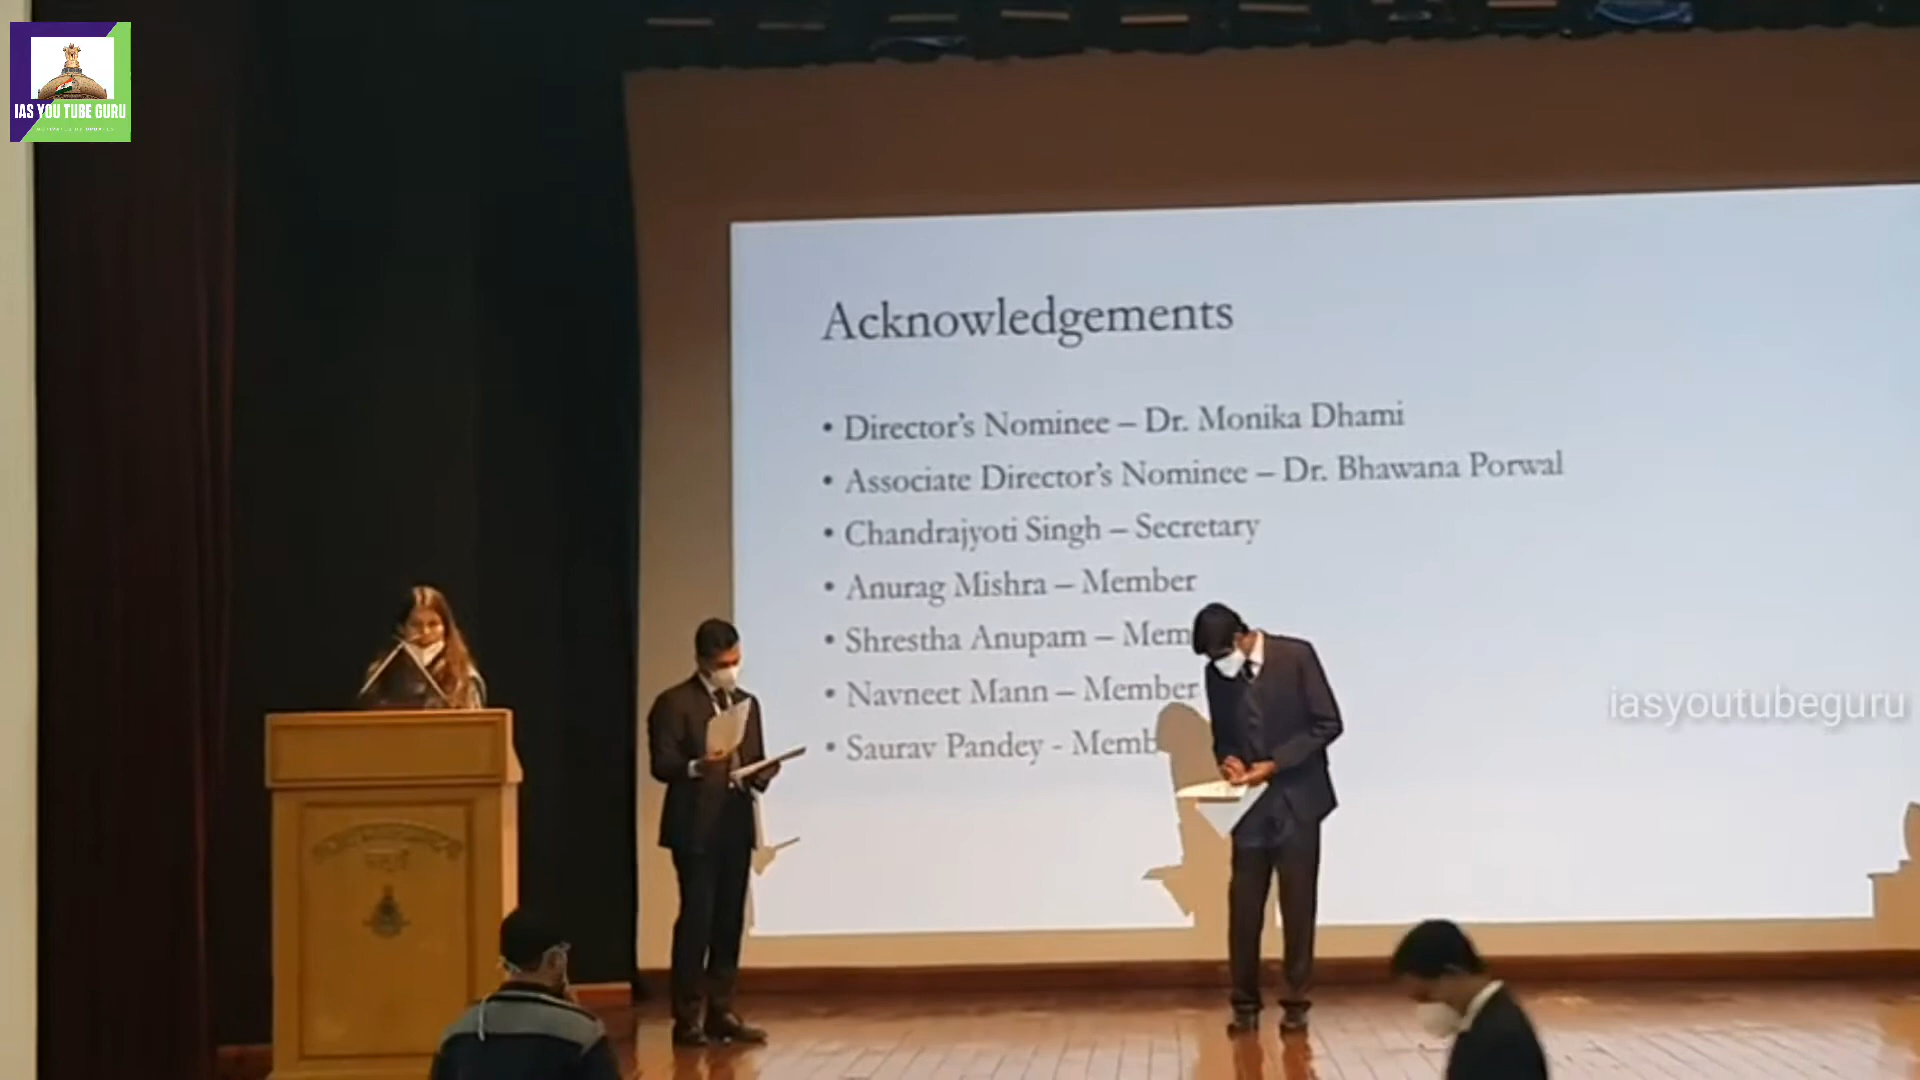 IAS YOU TUBE GURU
Acknowledgements
• Director's Nominee – Dr. Monika Dhami
• Associate Director's Nominee – Dr. Bhawana Porwal
• Chandrajyoti Singh – Secretary
• Anurag Mishra – Member
• Shrestha Anupam – Mem
• Navneet Mann – Member
• Saurav Pandey - Memb
iasyoutubeguru